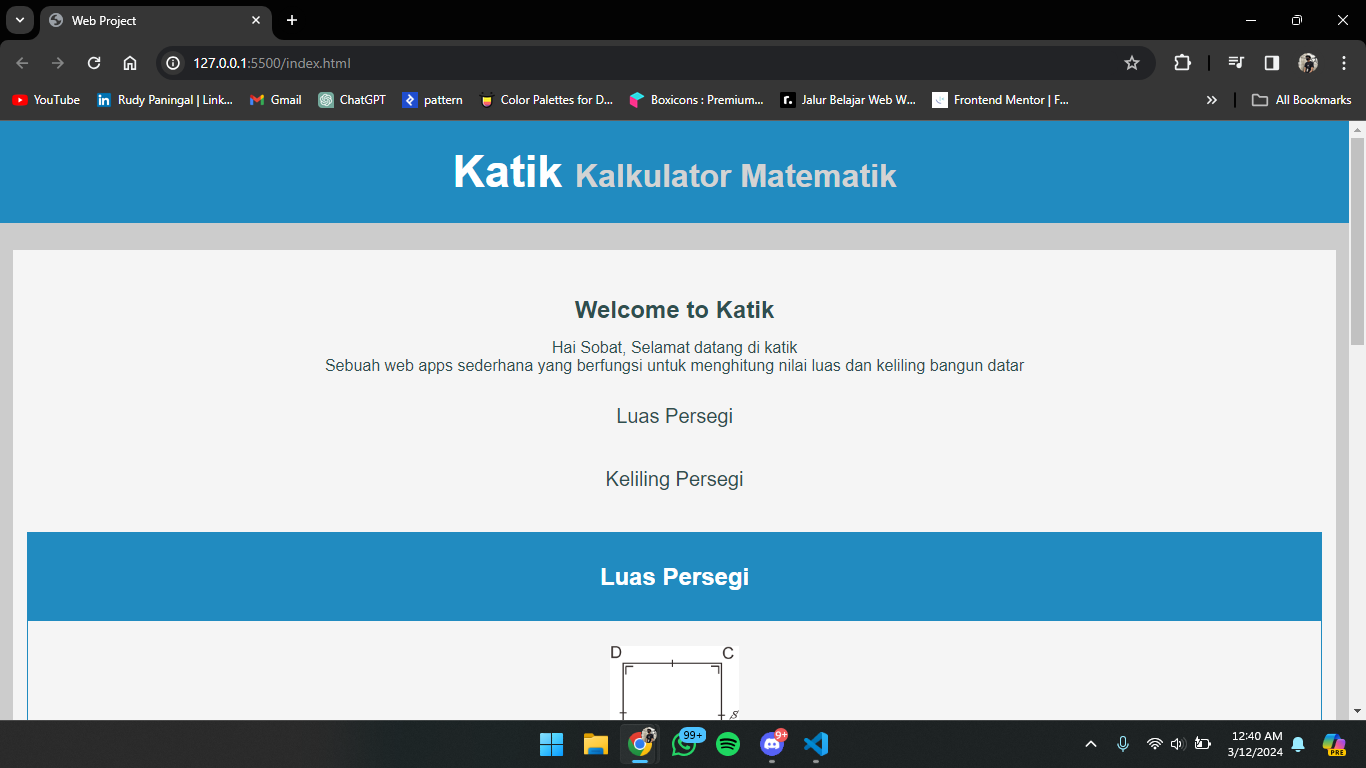 Web Project
127.0.0.1:5500/index.html
YouTube
Rudy Paningal | Link...
Gmail
ChatGPT
pattern
Color Palettes for D...
Boxicons : Premium...
Jalur Belajar Web W...
Frontend Mentor | F...
All Bookmarks
Katik Kalkulator Matematik
Welcome to Katik
Hai Sobat, Selamat datang di katik
Sebuah web apps sederhana yang berfungsi untuk menghitung nilai luas dan keliling bangun datar
Luas Persegi
Keliling Persegi
Luas Persegi
D C
s
99+
9+
12:40 AM
3/12/2024
PRE